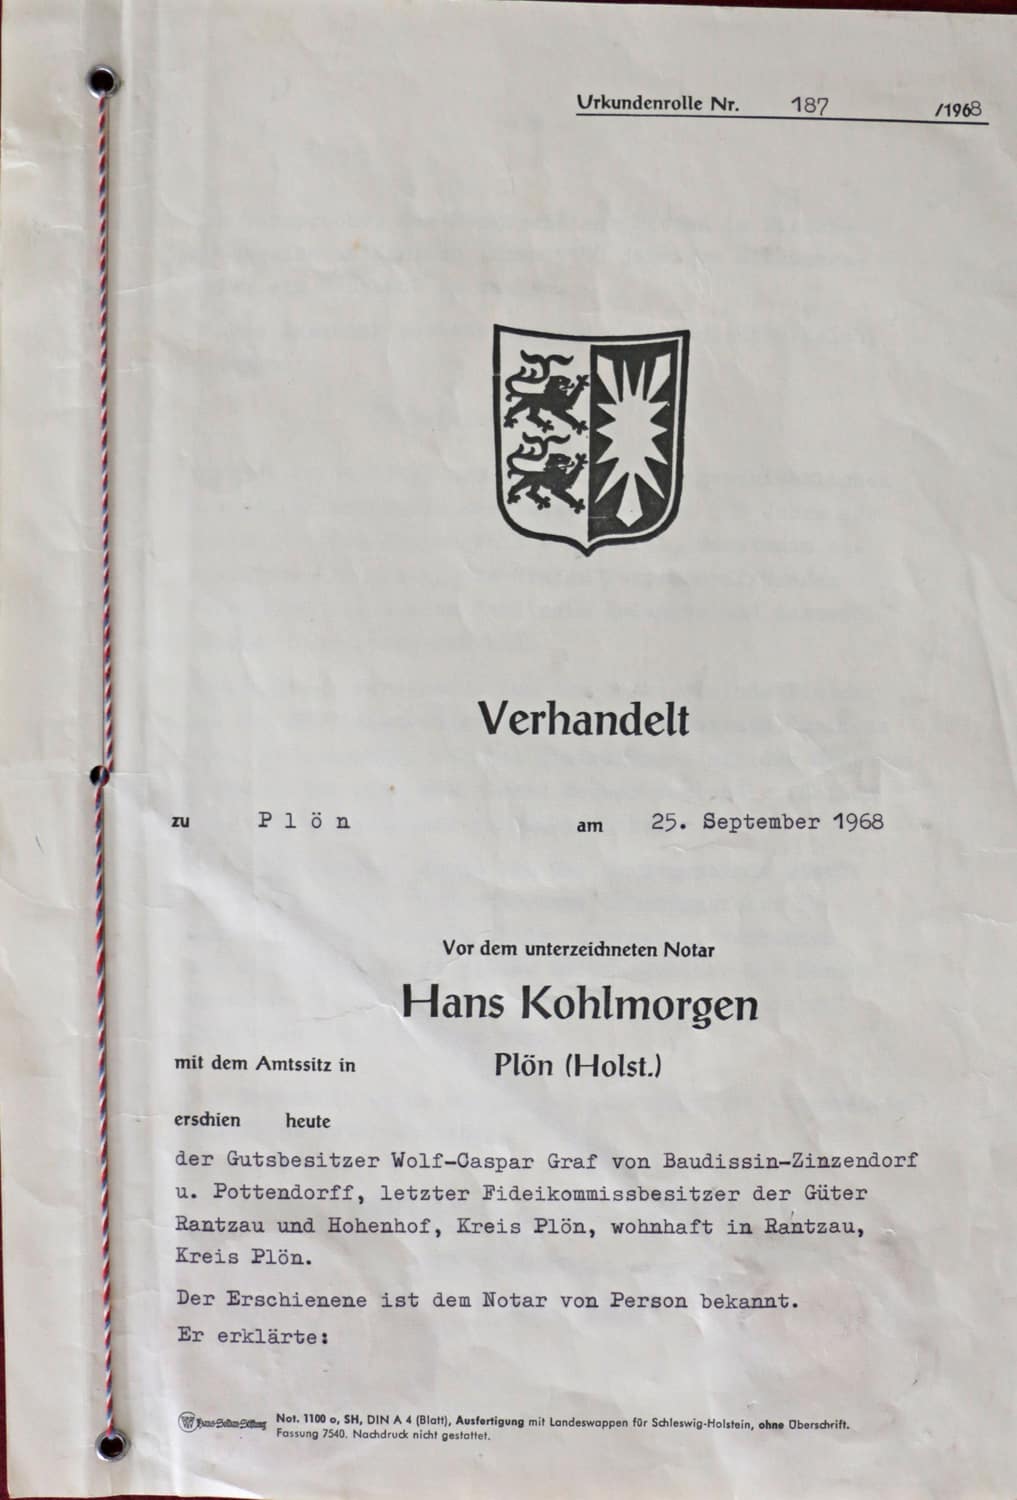 Urkundenrolle Nr. 187 /1968
Verhandelt
zu Plön am 25. September 1968
Vor dem unterzeichneten Notar
Hans Kohlmorgen
mit dem Amtssitz in Plön (Holst.)
erschien heute
der Gutsbesitzer Wolf-Caspar Graf von Baudissin-Zinzendorf
u. Pottendorff, letzter Fideikommissbesitzer der Güter
Rantzau und Hohenhof, Kreis Plön, wohnhaft in Rantzau,
Kreis Plön.
Der Erschienene ist dem Notar von Person bekannt.
Er erklärte:
Hans-Soldan-Stiftung Not. 1100 o, SH, DIN A 4 (Blatt), Ausfertigung mit Landeswappen für Schleswig-Holstein, ohne Überschrift.
Fassung 7540. Nachdruck nicht gestattet.